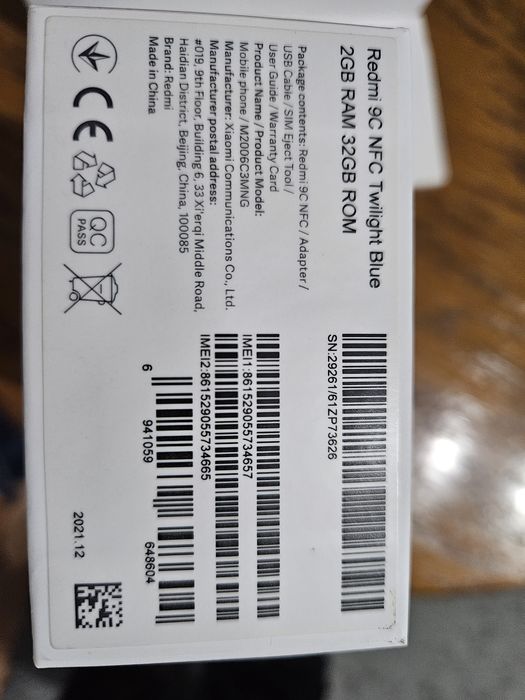 Redmi 9C NFC Twilight Blue
2GB RAM 32GB ROM
Package contents: Redmi 9C NFC / Adapter /
USB Cable / SIM Eject Tool /
User Guide / Warranty Card
Product Name / Product Model:
Mobile phone / M2006C3MNG
Manufacturer: Xiaomi Communications Co., Ltd.
Manufacturer postal address:
#019, 9th Floor, Building 6, 33 Xi'erqi Middle Road,
Haidian District, Beijing, China, 100085
Brand: Redmi
Made in China
CE
QC
PASS
SN:29261/61ZP73626
IMEI1:861529055734657
IMEI2:861529055734665
6 941059 648604
2021.12